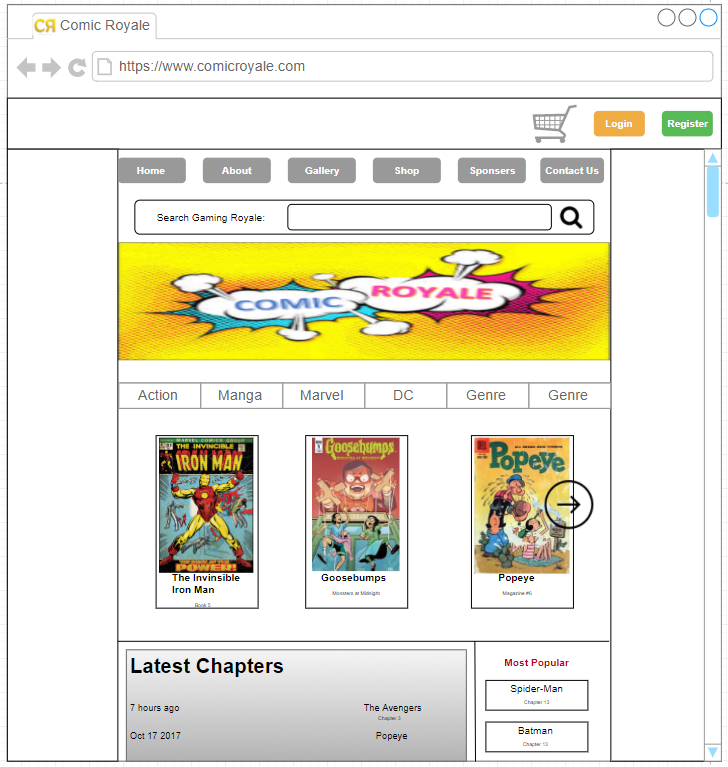 CR Comic Royale
https://www.comicroyale.com
Login
Register
Home
About
Gallery
Shop
Sponsers
Contact Us
Search Gaming Royale:
COMIC
ROYALE
Action
Manga
Marvel
DC
Genre
Genre
MARVEL COMICS GROUP
THE INVINCIBLE
IRON MAN
POWER!
The Invinsible
Iron Man
Book 5
Goosebumps
Goosebumps
Monsters at Midnight
Popeye
Popeye
Magazine #6
Latest Chapters
7 hours ago
The Avengers
Chapter 3
Oct 17 2017
Popeye
Most Popular
Spider-Man
Chapter 13
Batman
Chapter 13